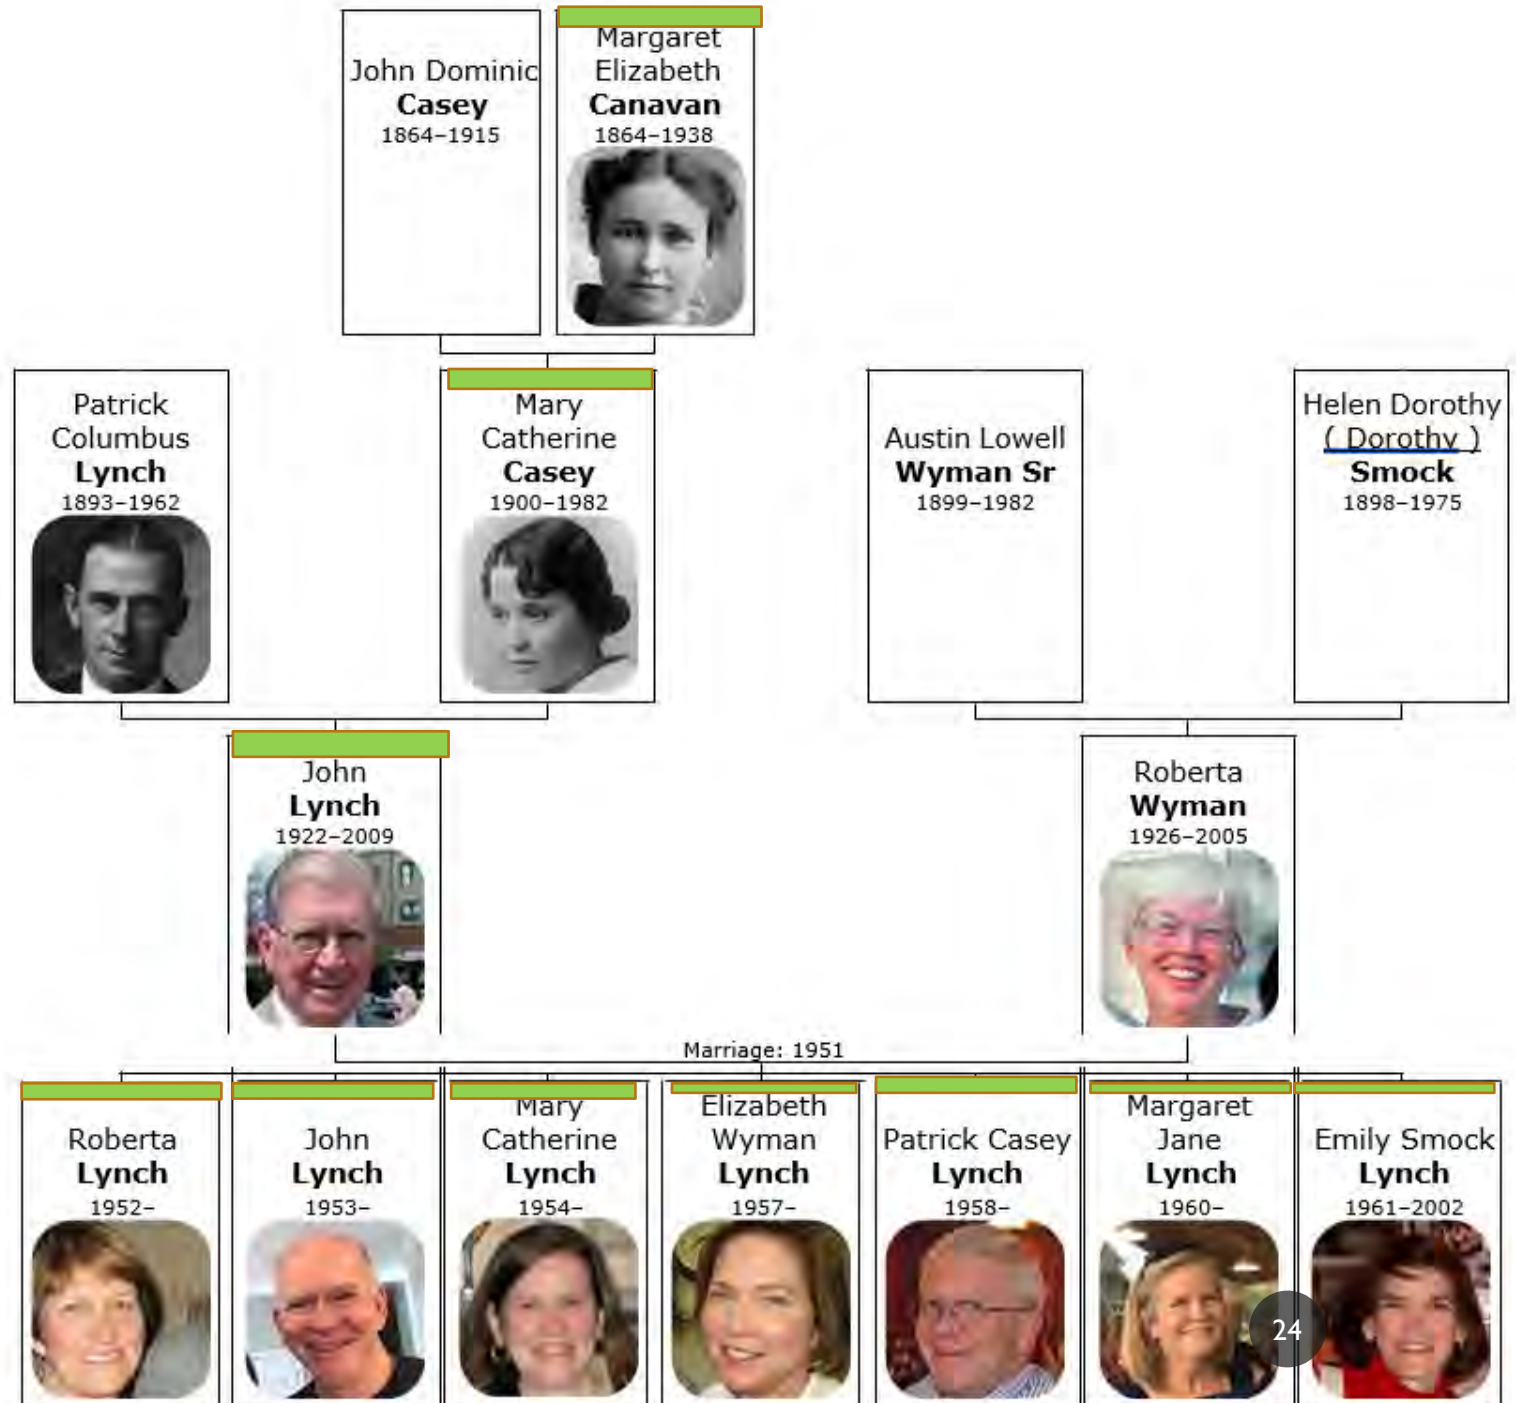 John Dominic
Casey
1864–1915
Margaret
Elizabeth
Canavan
1864–1938
Patrick
Columbus
Lynch
1893–1962
Mary
Catherine
Casey
1900–1982
Austin Lowell
Wyman Sr
1899–1982
Helen Dorothy
( Dorothy )
Smock
1898–1975
John
Lynch
1922–2009
Roberta
Wyman
1926–2005
Marriage: 1951
Roberta
Lynch
1952–
John
Lynch
1953–
Mary
Catherine
Lynch
1954–
Elizabeth
Wyman
Lynch
1957–
Patrick Casey
Lynch
1958–
Margaret
Jane
Lynch
1960–
Emily Smock
Lynch
1961–2002
24